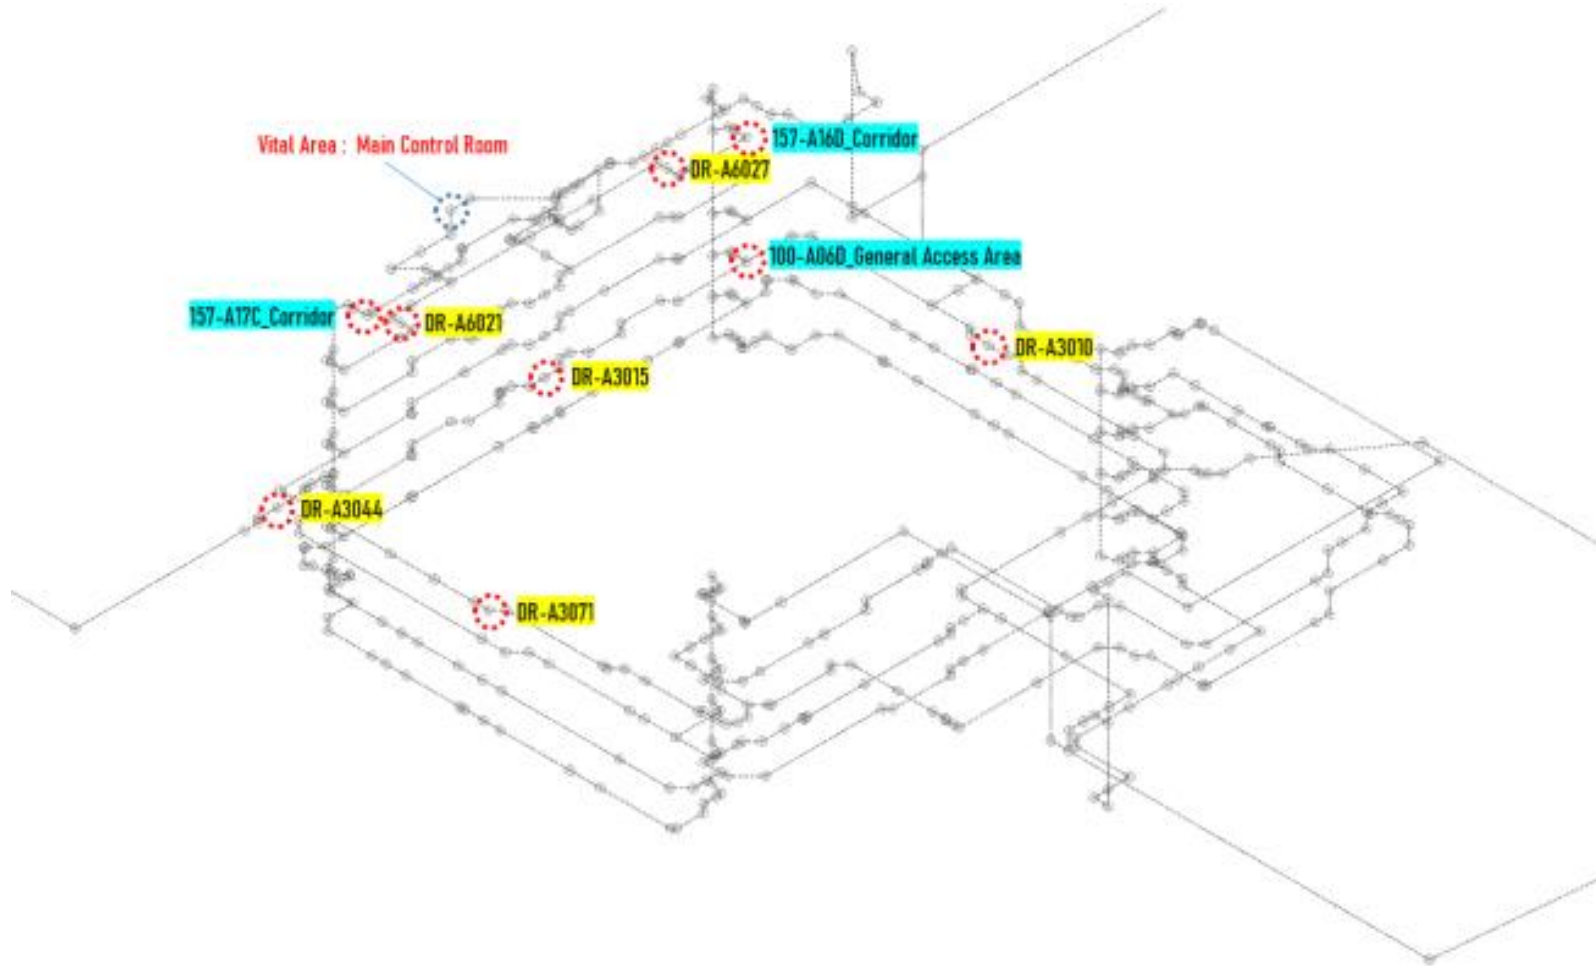 157-A16D_Corridor
Vital Area : Main Control Room
DR-A6027
100-A06D_General Access Area
157-A17C_Corridor
DR-A6021
DR-A3010
DR-A3015
DR-A3044
DR-A3071